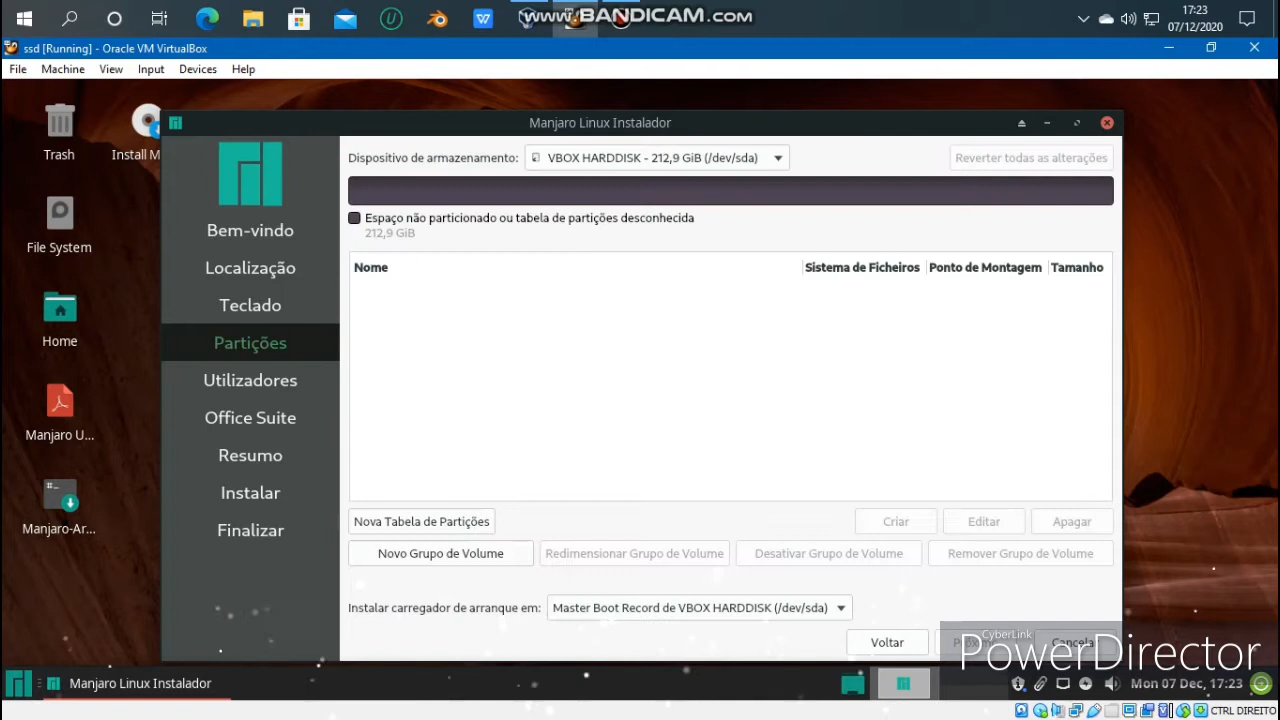 www.BANDICAM.com
17:23
07/12/2020
ssd [Running] - Oracle VM VirtualBox
File Machine View Input Devices Help
Manjaro Linux Instalador
Trash
Install M
File System
Home
Manjaro U...
Manjaro-Ar...
Bem-vindo
Localização
Teclado
Partições
Utilizadores
Office Suite
Resumo
Instalar
Finalizar
Dispositivo de armazenamento: VBOX HARDDISK - 212,9 GiB (/dev/sda) Reverter todas as alterações
Espaço não particionado ou tabela de partições desconhecida
212,9 GiB
Nome Sistema de Ficheiros Ponto de Montagem Tamanho
Nova Tabela de Partições Criar Editar Apagar
Novo Grupo de Volume Redimensionar Grupo de Volume Desativar Grupo de Volume Remover Grupo de Volume
Instalar carregador de arranque em: Master Boot Record de VBOX HARDDISK (/dev/sda)
Voltar Cancela
CyberLink
PowerDirector
Manjaro Linux Instalador
Mon 07 Dec, 17:23
CTRL DIREITO